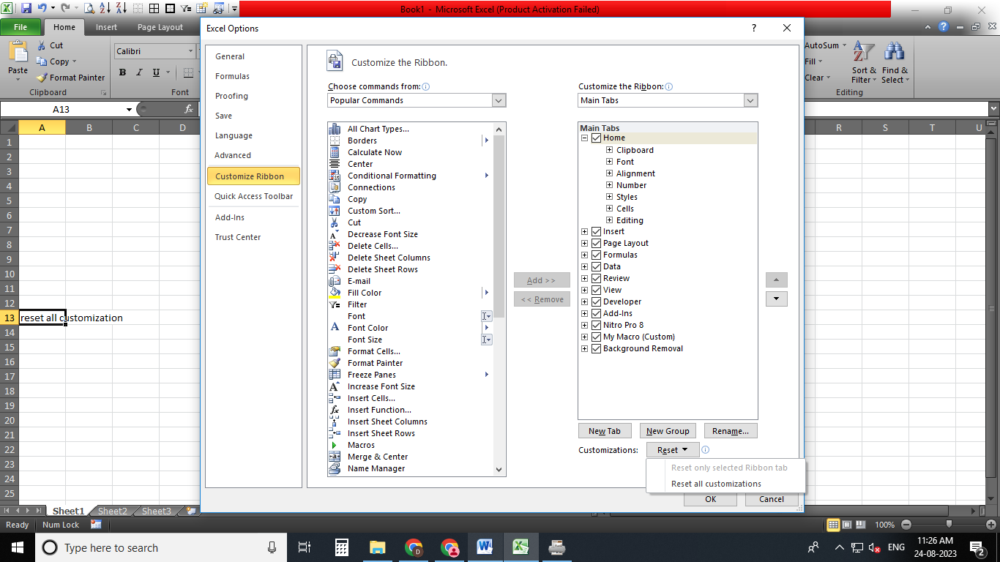 Book1 - Microsoft Excel (Product Activation Failed)
File
Home
Insert
Page Layout
Paste
Cut
Copy
Format Painter
Clipboard
Calibri
B I U
Font
AutoSum
Fill
Clear
Sort &
Filter
Find &
Select
Editing
A13
fx
A B C D
R S T U
1
2
3
4
5
6
7
8
9
10
11
12
13 reset all customization
14
15
16
17
18
19
20
21
22
23
24
25
Excel Options
?
General
Formulas
Proofing
Save
Language
Advanced
Customize Ribbon
Quick Access Toolbar
Add-Ins
Trust Center
Customize the Ribbon.
Choose commands from:
Popular Commands
All Chart Types...
Borders
Calculate Now
Center
Conditional Formatting
Connections
Copy
Custom Sort...
Cut
Decrease Font Size
Delete Cells...
Delete Sheet Columns
Delete Sheet Rows
E-mail
Fill Color
Filter
Font
Font Color
Font Size
Format Cells...
Format Painter
Freeze Panes
Increase Font Size
Insert Cells...
Insert Function...
Insert Sheet Columns
Insert Sheet Rows
Macros
Merge & Center
Name Manager
Add >>
<< Remove
Customize the Ribbon:
Main Tabs
Main Tabs
Home
Clipboard
Font
Alignment
Number
Styles
Cells
Editing
Insert
Page Layout
Formulas
Data
Review
View
Developer
Add-Ins
Nitro Pro 8
My Macro (Custom)
Background Removal
New Tab
New Group
Rename...
Customizations:
Reset
Reset only selected Ribbon tab
Reset all customizations
OK
Cancel
Sheet1
Sheet2
Sheet3
Ready
Num Lock
100%
Type here to search
ENG
11:26 AM
24-08-2023
2